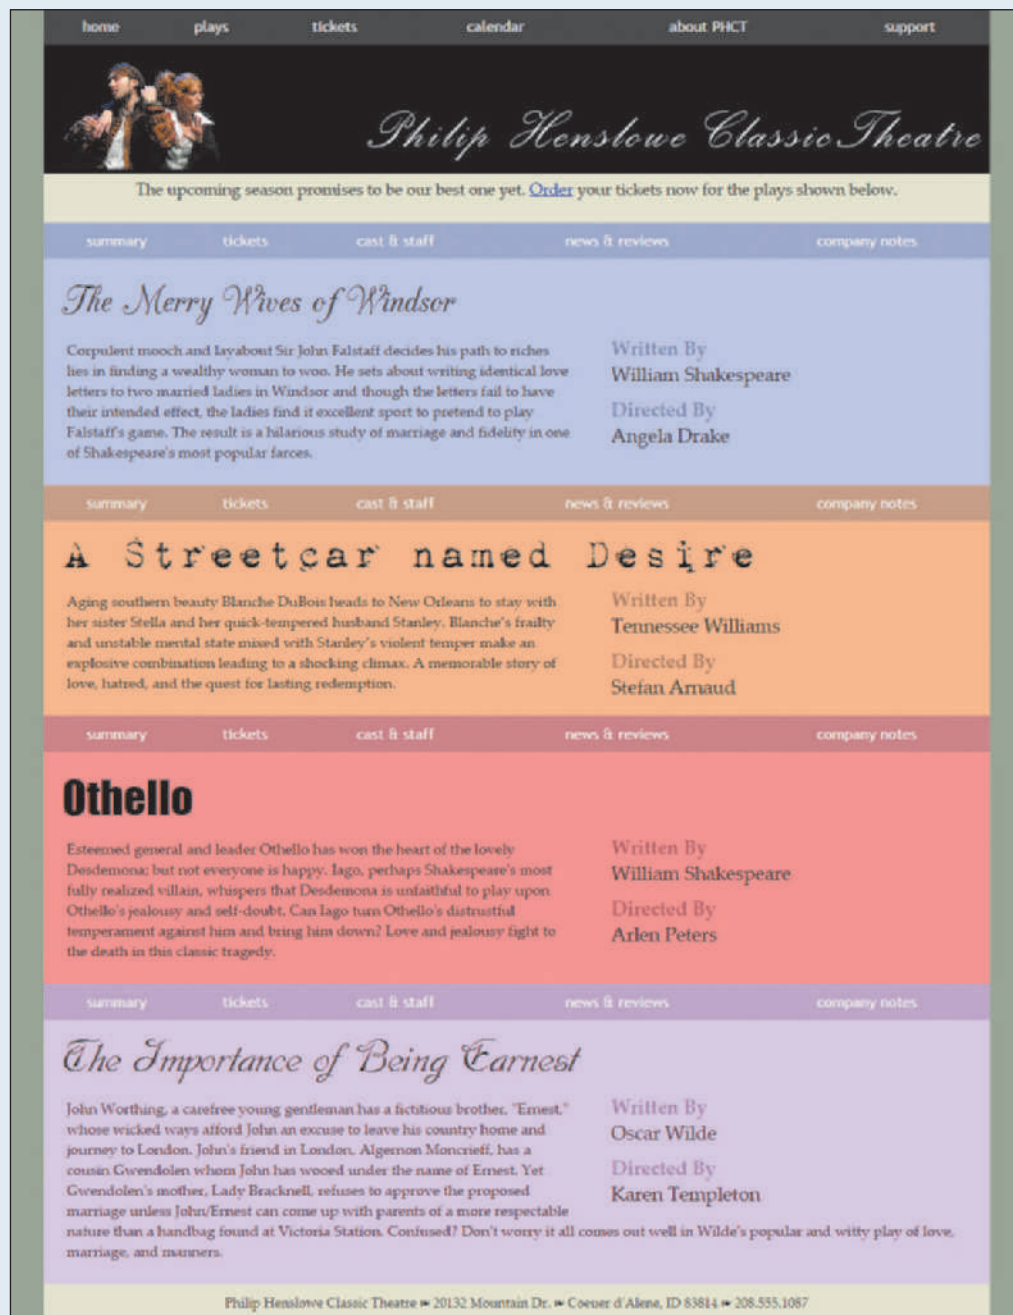 home plays tickets calendar about PHCT support
Philip Henslowe Classic Theatre
The upcoming season promises to be our best one yet. Order your tickets now for the plays shown below.
summary tickets cast & staff news & reviews company notes
The Merry Wives of Windsor
Corpulent mooch and layabout Sir John Falstaff decides his path to riches
lies in finding a wealthy woman to woo. He sets about writing identical love
letters to two married ladies in Windsor and though the letters fail to have
their intended effect, the ladies find it excellent sport to pretend to play
Falstaff's game. The result is a hilarious study of marriage and fidelity in one
of Shakespeare's most popular farces.
Written By
William Shakespeare
Directed By
Angela Drake
summary tickets cast & staff news & reviews company notes
A Streetcar named Desire
Aging southern beauty Blanche DuBois heads to New Orleans to stay with
her sister Stella and her quick-tempered husband Stanley. Blanche's frailty
and unstable mental state mixed with Stanley's violent temper make an
explosive combination leading to a shocking climax. A memorable story of
love, hatred, and the quest for lasting redemption.
Written By
Tennessee Williams
Directed By
Stefan Arnaud
summary tickets cast & staff news & reviews company notes
Othello
Esteemed general and leader Othello has won the heart of the lovely
Desdemona; but not everyone is happy. Iago, perhaps Shakespeare's most
fully realized villain, whispers that Desdemona is unfaithful to play upon
Othello's jealousy and self-doubt. Can Iago turn Othello's distrustful
temperament against him and bring him down? Love and jealousy fight to
the death in this classic tragedy.
Written By
William Shakespeare
Directed By
Arlen Peters
summary tickets cast & staff news & reviews company notes
The Importance of Being Earnest
John Worthing, a carefree young gentleman has a fictitious brother, "Ernest,"
whose wicked ways afford John an excuse to leave his country home and
journey to London. John's friend in London, Algernon Moncrieff, has a
cousin Gwendolen whom John has wooed under the name of Ernest. Yet
Gwendolen's mother, Lady Bracknell, refuses to approve the proposed
marriage unless John/Ernest can come up with parents of a more respectable
nature than a handbag found at Victoria Station. Confused? Don't worry it all comes out well in Wilde's popular and witty play of love,
marriage, and manners.
Written By
Oscar Wilde
Directed By
Karen Templeton
Philip Henslowe Classic Theatre ❧ 20132 Mountain Dr. ❧ Coeuer d'Alene, ID 83814 ❧ 208.555.1087